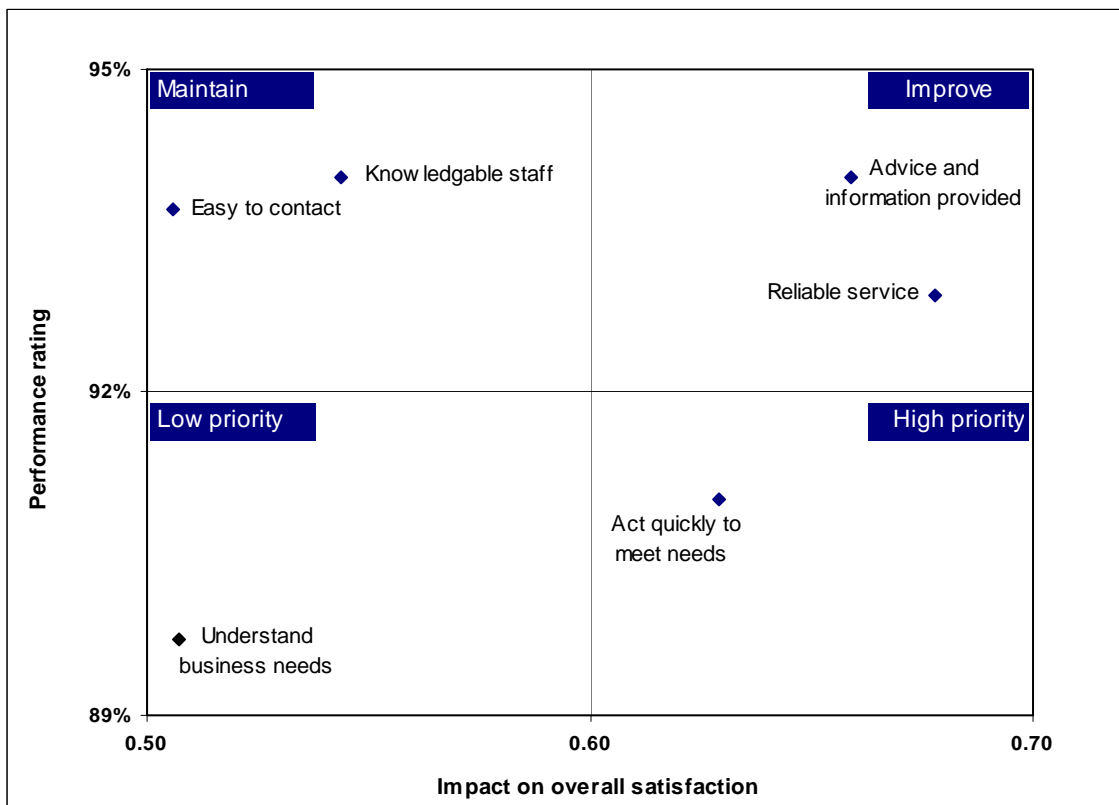 95%
Maintain
Improve
Knowledgable staff
Easy to contact
Advice and
information provided
Reliable service
Performance rating
92%
Low priority
High priority
Act quickly to
meet needs
Understand
business needs
89%
0.50
0.60
0.70
Impact on overall satisfaction